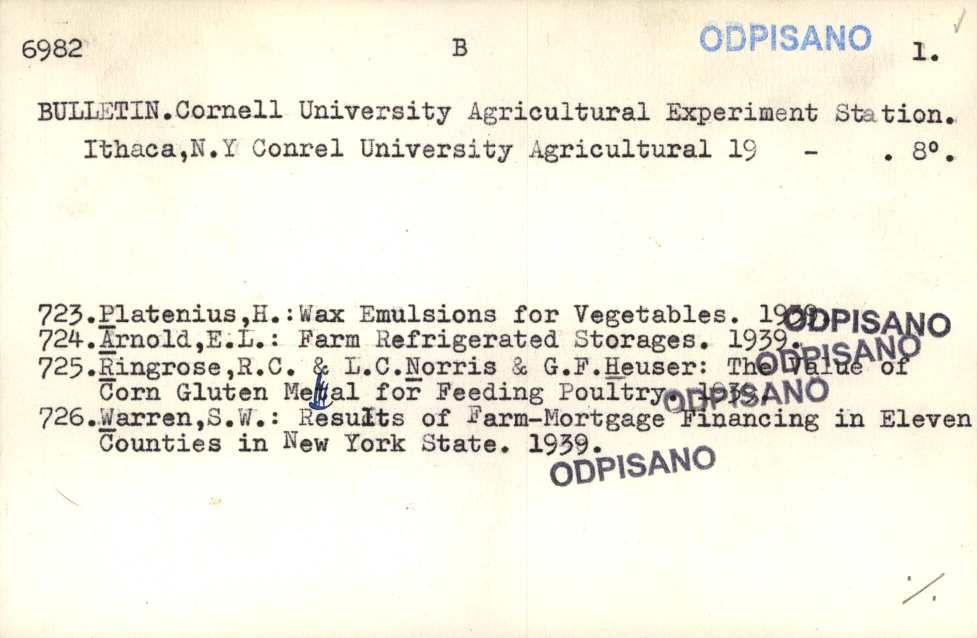 6982 B ODPISANO 1.
BULLETIN.Cornell University Agricultural Experiment Station.
Ithaca,N.Y Conrel University Agricultural 19 - . 8°.
723.Platenius,H.:Wax Emulsions for Vegetables. 1939.
ODPISANO
724.Arnold,E.L.: Farm Refrigerated Storages. 1939.
ODPISANO
725.Ringrose,R.C. & L.C.Norris & G.F.Heuser: The Value of
Corn Gluten Meal for Feeding Poultry. 1939.
ODPISANO
726.Warren,S.W.: Results of Farm-Mortgage Financing in Eleven
Counties in New York State. 1939.
ODPISANO
./.